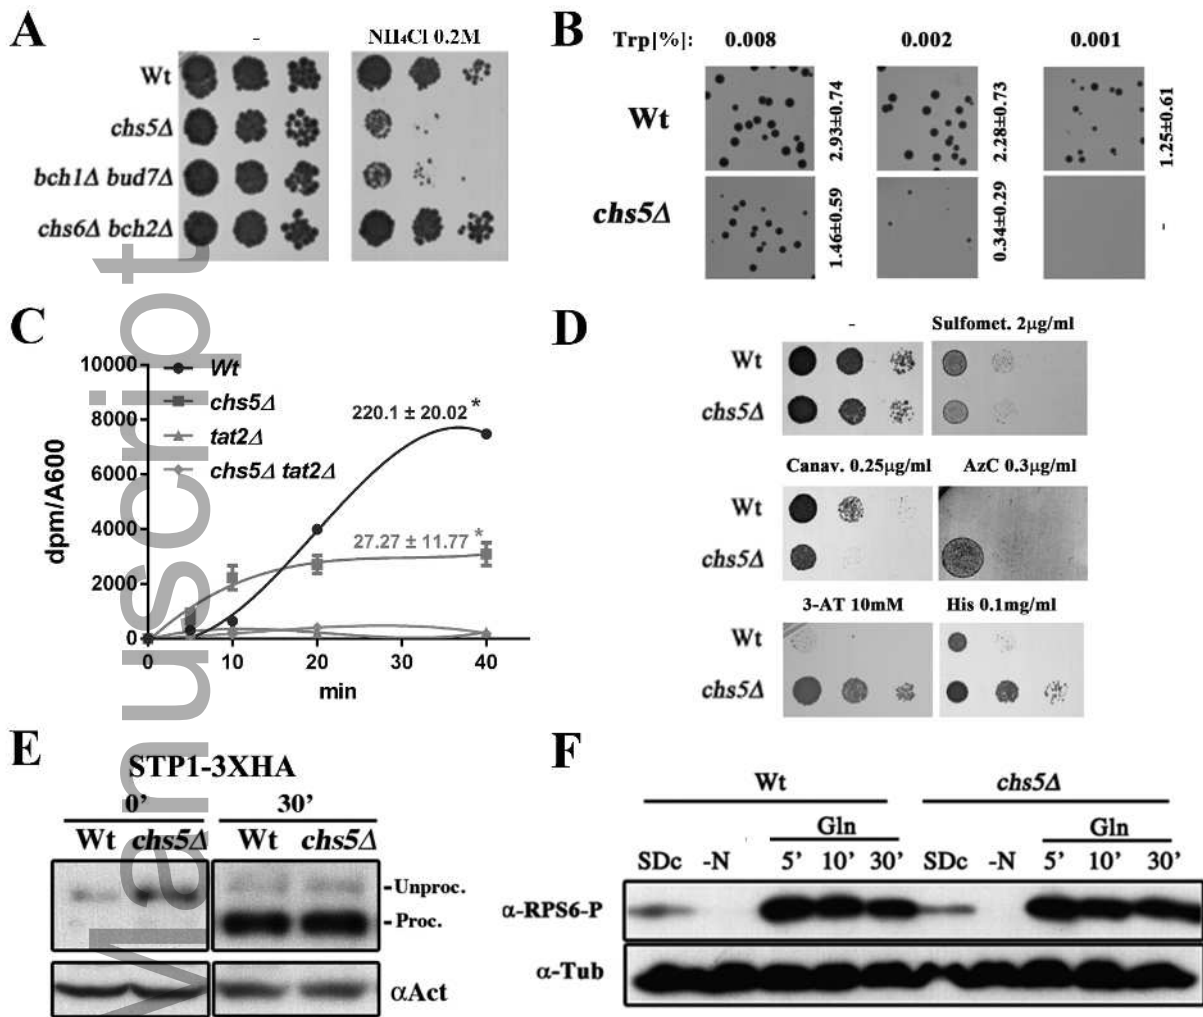 A
- NH₄Cl 0.2M
Wt
chs5Δ
bch1Δ bud7Δ
chs6Δ bch2Δ
B
Trp[%]: 0.008 0.002 0.001
Wt
2.93±0.74
2.28±0.73
1.25±0.61
chs5Δ
1.46±0.59
0.34±0.29
-
C
10000
8000
6000
4000
2000
0
dpm/A600
Wt
chs5Δ
tat2Δ
chs5Δ tat2Δ
220.1 ± 20.02 *
27.27 ± 11.77 *
0 10 20 30 40
min
D
- Sulfomet. 2µg/ml
Wt
chs5Δ
Canav. 0.25µg/ml AzC 0.3µg/ml
Wt
chs5Δ
3-AT 10mM His 0.1mg/ml
Wt
chs5Δ
E
STP1-3XHA
0' 30'
Wt chs5Δ Wt chs5Δ
-Unproc.
-Proc.
αAct
F
Wt chs5Δ
Gln Gln
SDc -N 5' 10' 30' SDc -N 5' 10' 30'
α-RPS6-P
α-Tub
Manuscript